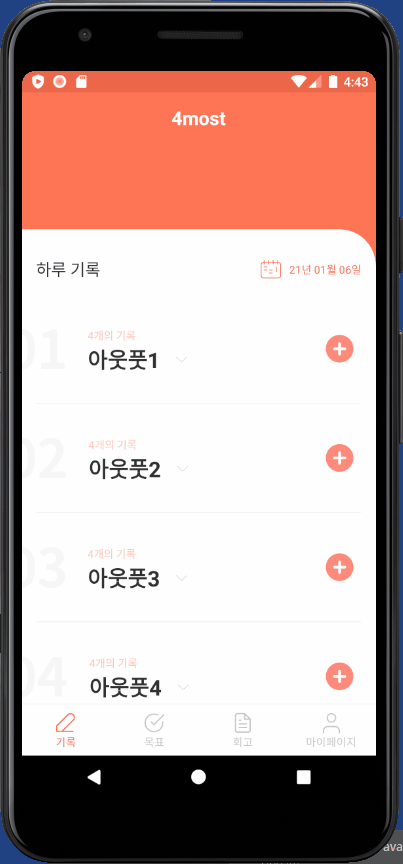 4:43
4most
하루 기록
21년 01월 06일
01
4개의 기록
아웃풋1
02
4개의 기록
아웃풋2
03
4개의 기록
아웃풋3
04
4개의 기록
아웃풋4
기록 목표 회고 마이페이지
ava